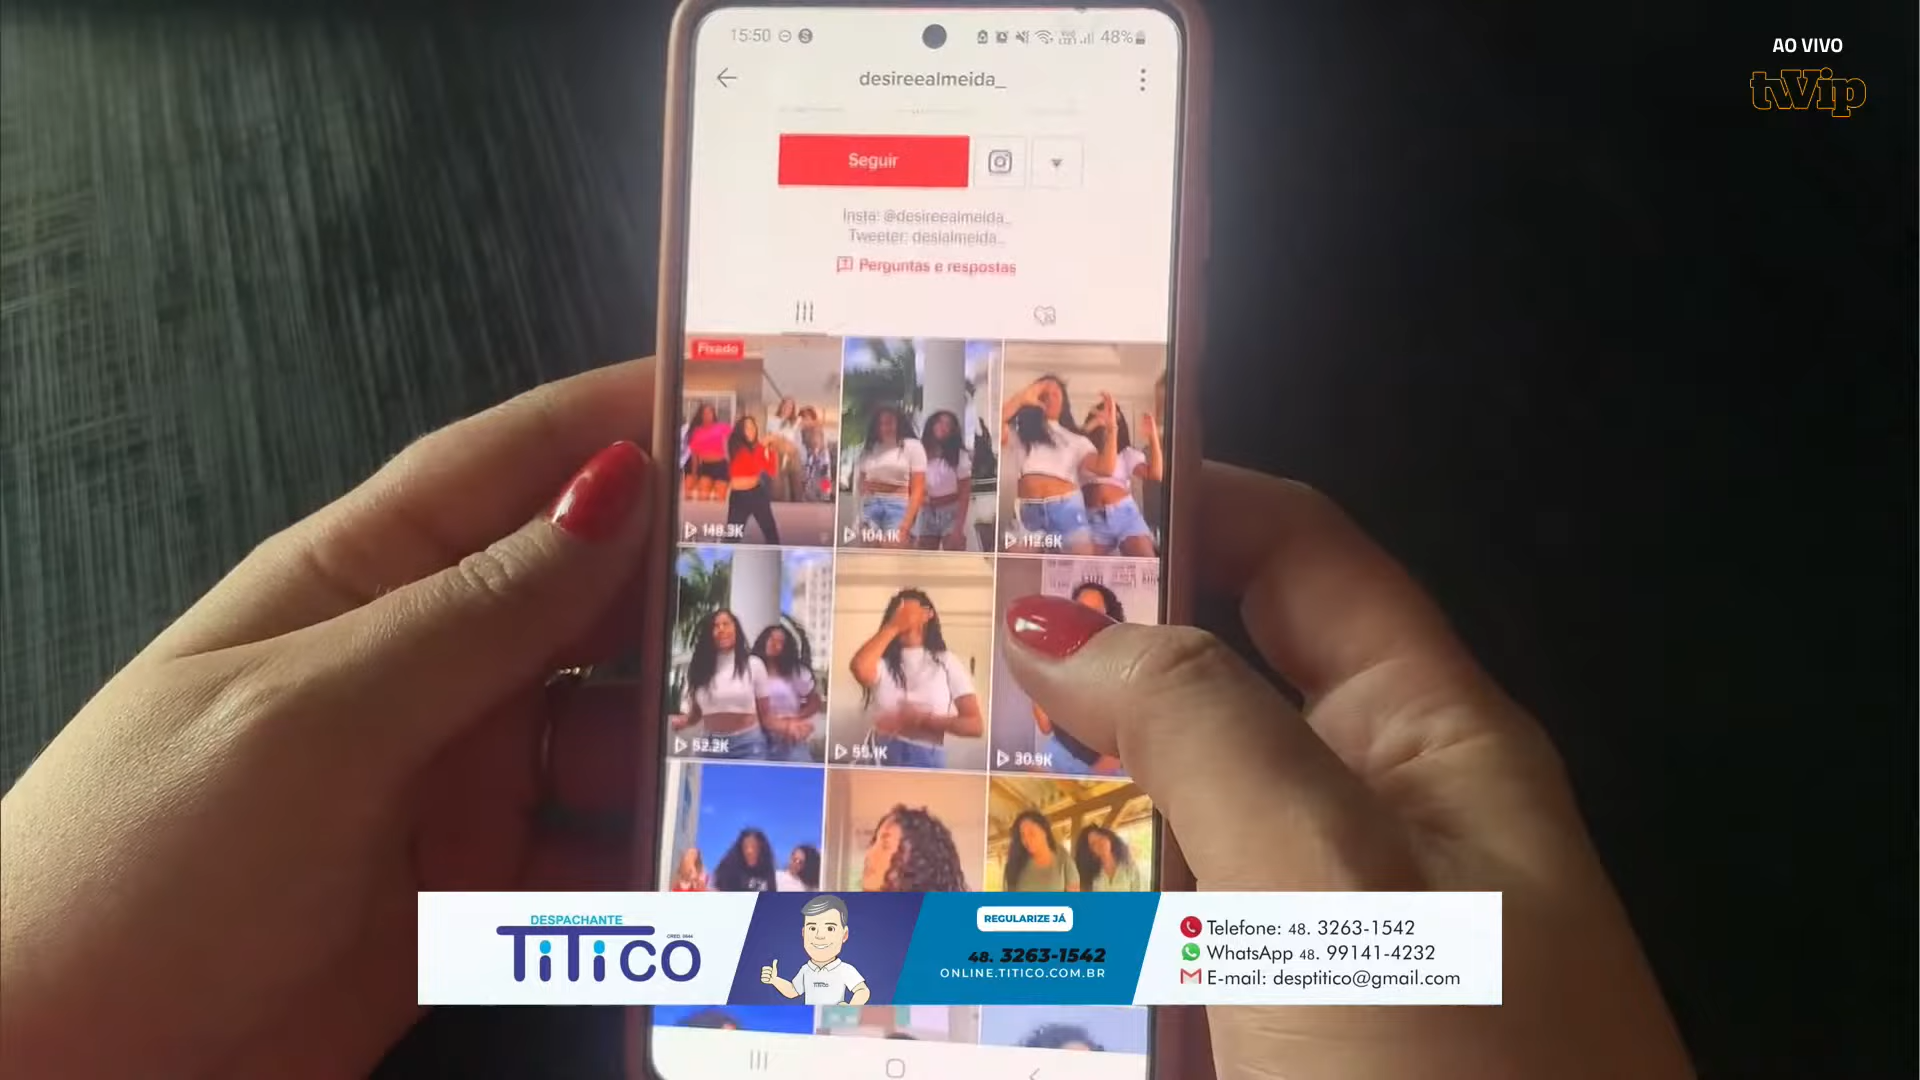 15:50
48%
AO VIVO
tVVip
desireealmeida_
Seguir
Insta: @desireealmeida_
Tweeter: desialmeida_
Perguntas e respostas
Fixado
148.3K
104.1K
112.6K
52.2K
55.1K
30.9K
DESPACHANTE
TiTiCO
REGULARIZE JÁ
48. 3263-1542
ONLINE.TITICO.COM.BR
Telefone: 48. 3263-1542
WhatsApp 48. 99141-4232
E-mail: desptitico@gmail.com